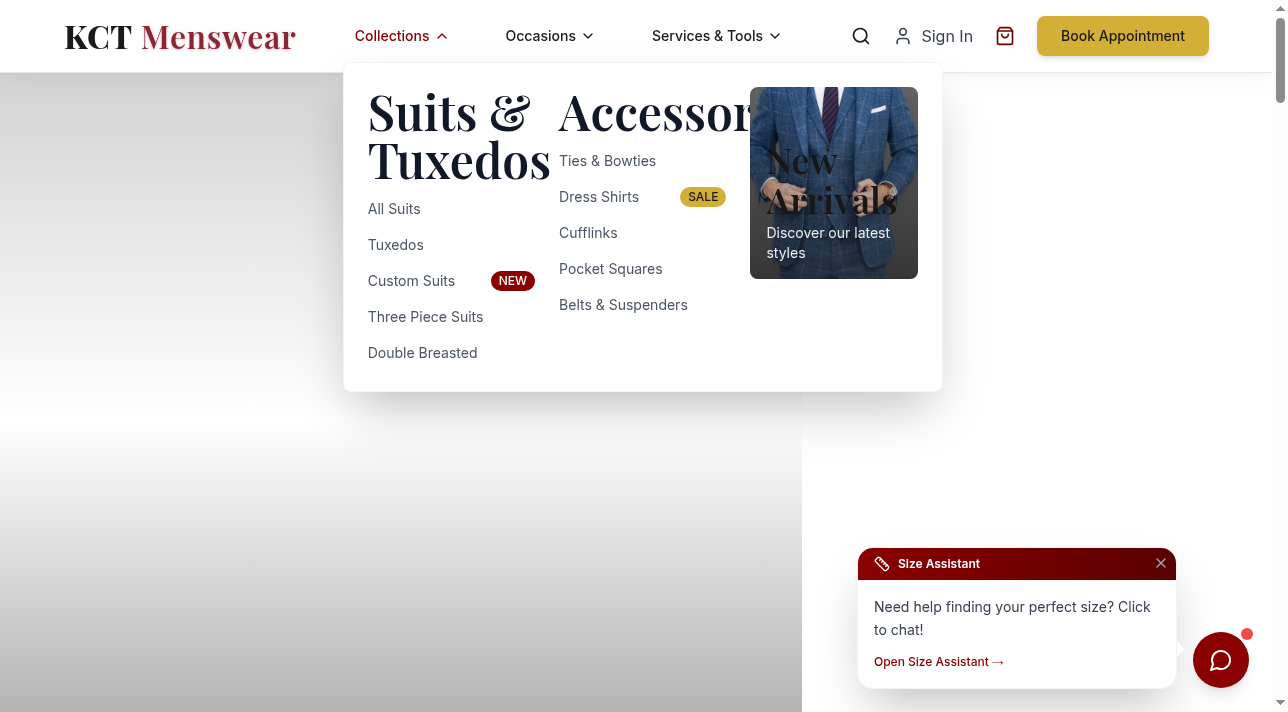 KCT Menswear
Collections
Occasions
Services & Tools
Sign In
Book Appointment
Suits &
Tuxedos
All Suits
Tuxedos
Custom Suits NEW
Three Piece Suits
Double Breasted
Accessor
Ties & Bowties
Dress Shirts SALE
Cufflinks
Pocket Squares
Belts & Suspenders
New
Arrivals
Discover our latest
styles
Size Assistant
Need help finding your perfect size? Click
to chat!
Open Size Assistant →